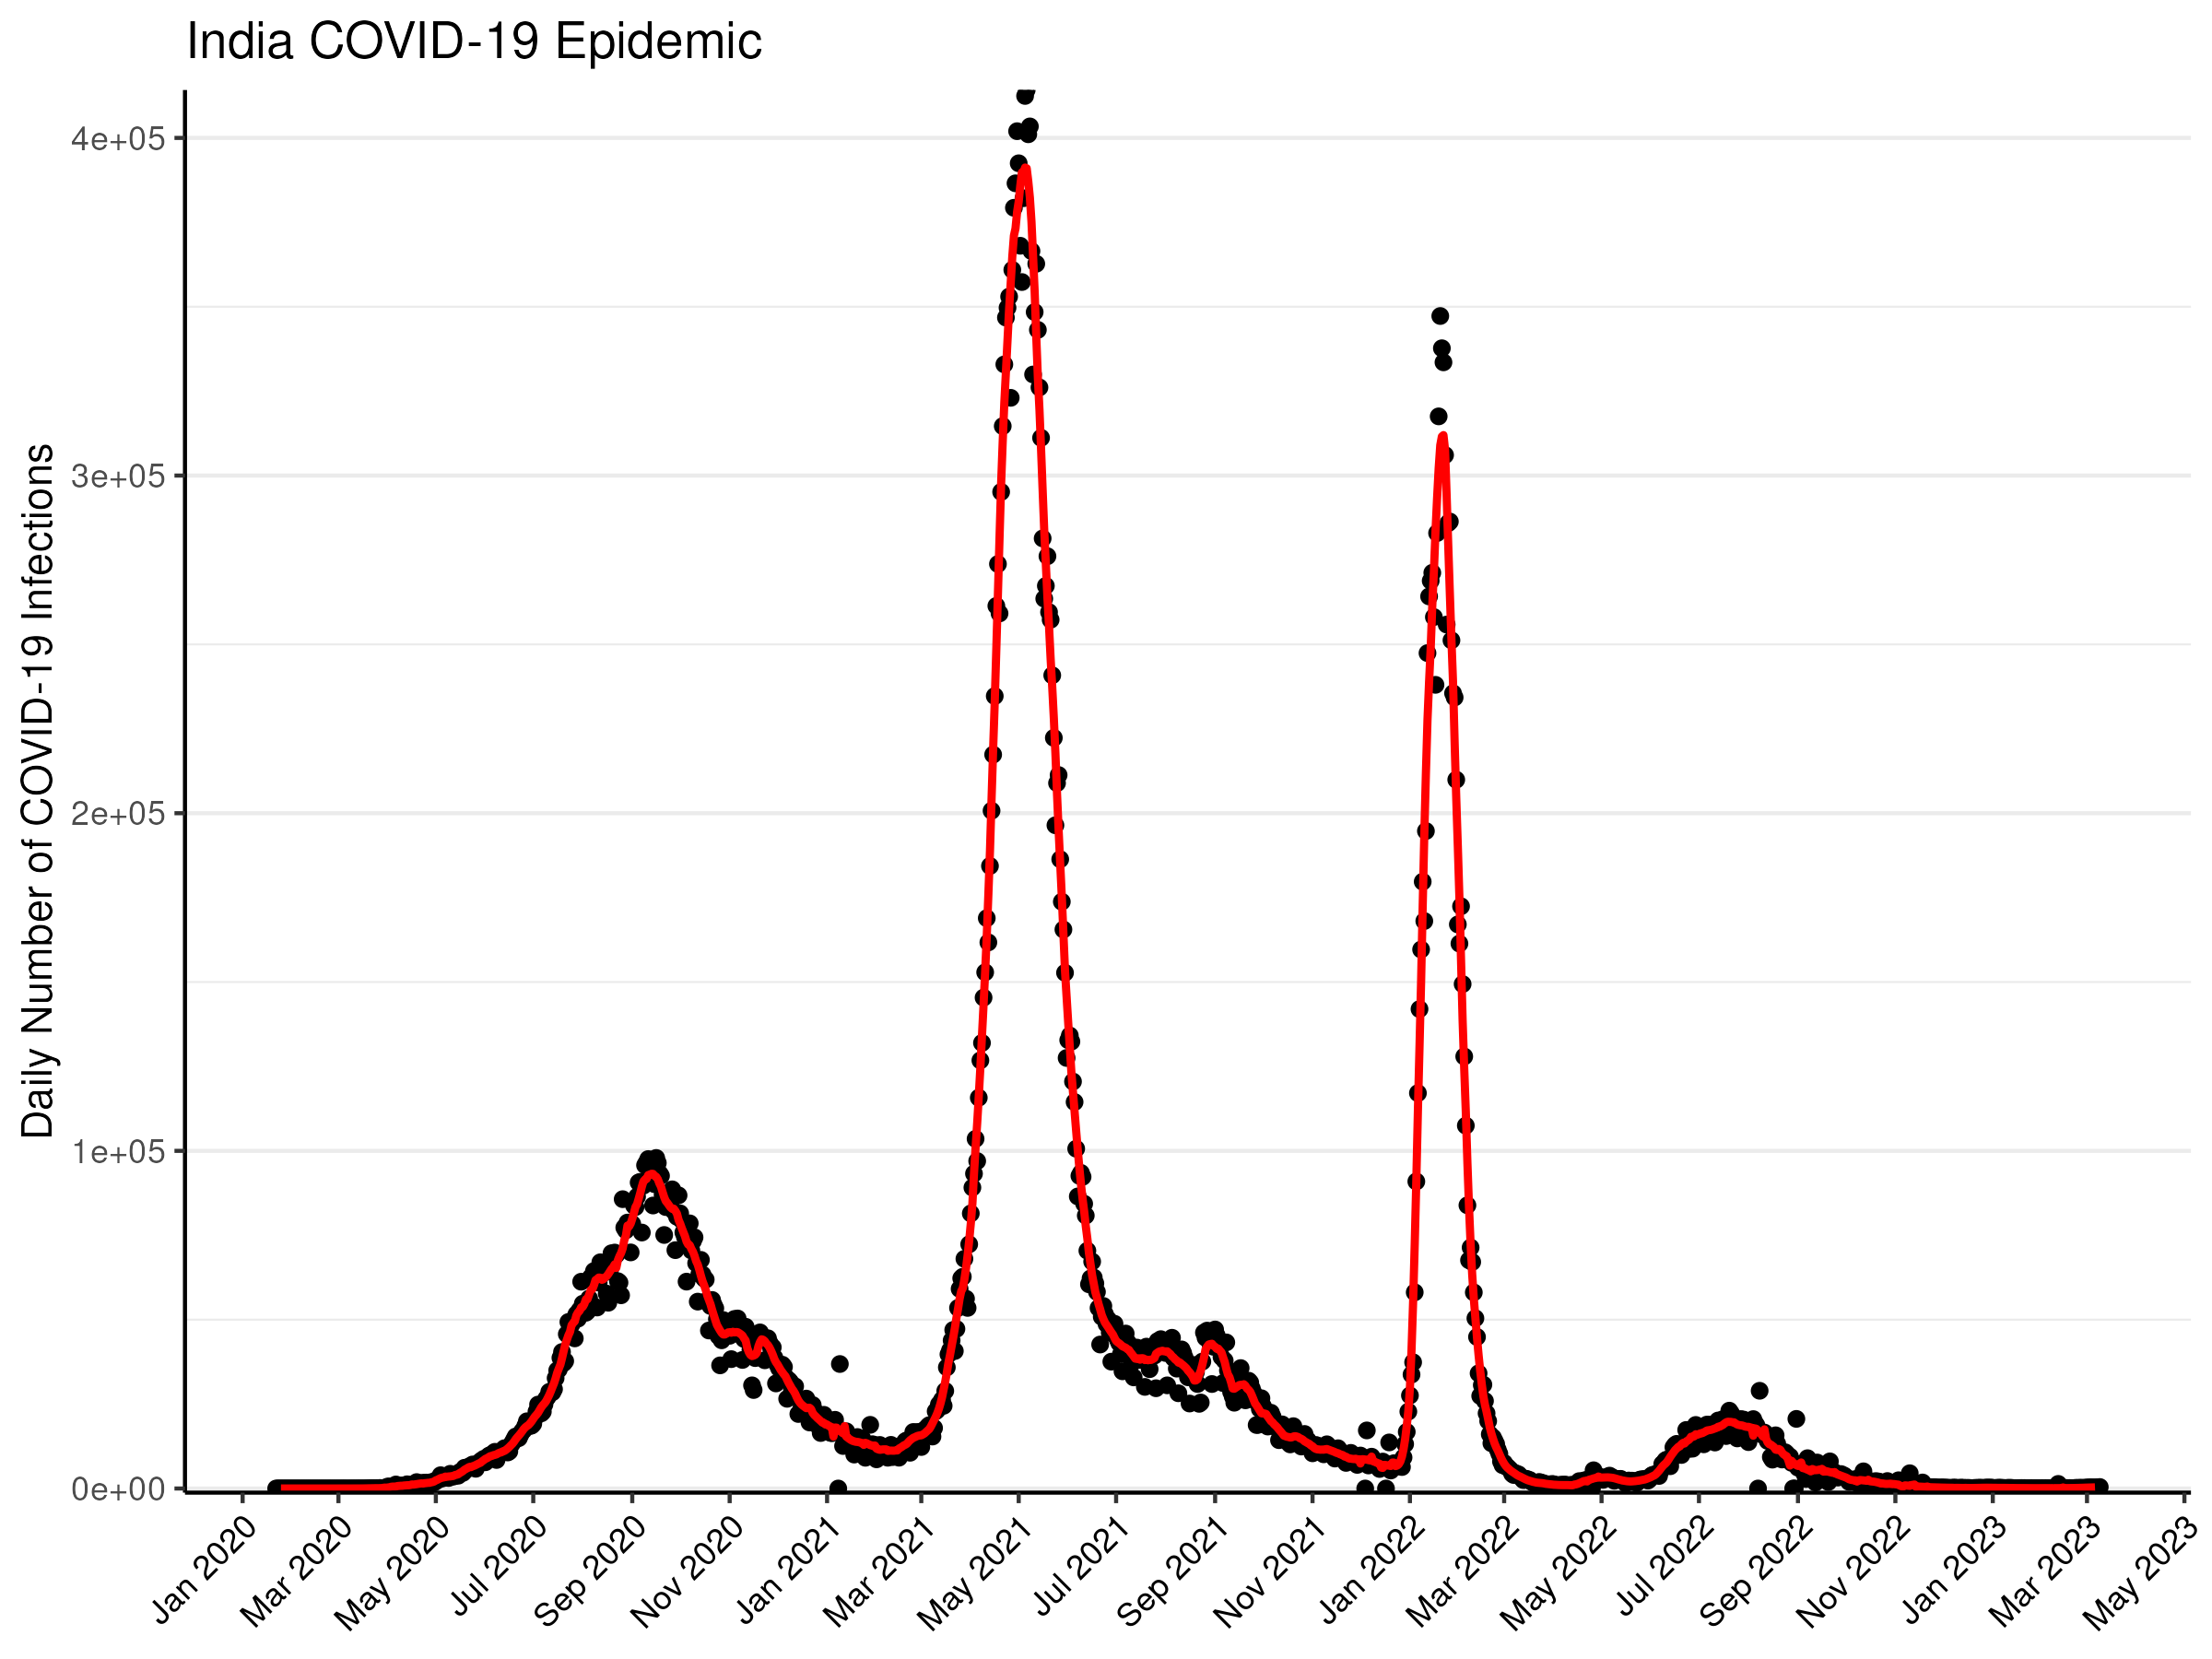 India COVID-19 Epidemic
Daily Number of COVID-19 Infections
4e+05
3e+05
2e+05
1e+05
0e+00
Jan 2020
Mar 2020
May 2020
Jul 2020
Sep 2020
Nov 2020
Jan 2021
Mar 2021
May 2021
Jul 2021
Sep 2021
Nov 2021
Jan 2022
Mar 2022
May 2022
Jul 2022
Sep 2022
Nov 2022
Jan 2023
Mar 2023
May 2023